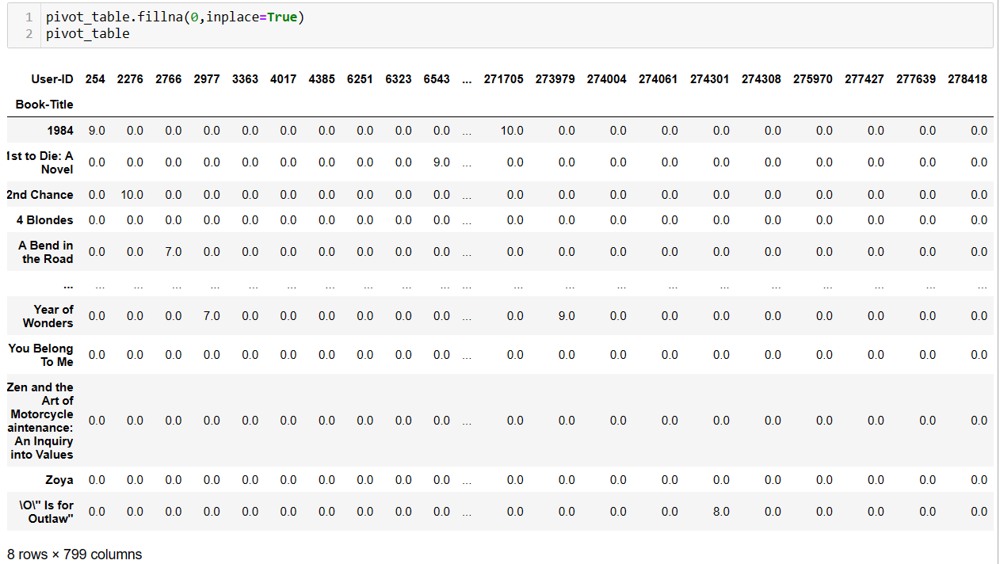 1 pivot_table.fillna(0,inplace=True)
2 pivot_table
User-ID 254 2276 2766 2977 3363 4017 4385 6251 6323 6543 ... 271705 273979 274004 274061 274301 274308 275970 277427 277639 278418
Book-Title
1984 9.0 0.0 0.0 0.0 0.0 0.0 0.0 0.0 0.0 0.0 ... 10.0 0.0 0.0 0.0 0.0 0.0 0.0 0.0 0.0 0.0
1st to Die: A
Novel 0.0 0.0 0.0 0.0 0.0 0.0 0.0 0.0 0.0 9.0 ... 0.0 0.0 0.0 0.0 0.0 0.0 0.0 0.0 0.0 0.0
2nd Chance 0.0 10.0 0.0 0.0 0.0 0.0 0.0 0.0 0.0 0.0 ... 0.0 0.0 0.0 0.0 0.0 0.0 0.0 0.0 0.0 0.0
4 Blondes 0.0 0.0 0.0 0.0 0.0 0.0 0.0 0.0 0.0 0.0 ... 0.0 0.0 0.0 0.0 0.0 0.0 0.0 0.0 0.0 0.0
A Bend in
the Road 0.0 0.0 7.0 0.0 0.0 0.0 0.0 0.0 0.0 0.0 ... 0.0 0.0 0.0 0.0 0.0 0.0 0.0 0.0 0.0 0.0
... ... ... ... ... ... ... ... ... ... ... ... ... ... ... ... ... ... ... ... ... ...
Year of
Wonders 0.0 0.0 0.0 7.0 0.0 0.0 0.0 0.0 0.0 0.0 ... 0.0 9.0 0.0 0.0 0.0 0.0 0.0 0.0 0.0 0.0
You Belong
To Me 0.0 0.0 0.0 0.0 0.0 0.0 0.0 0.0 0.0 0.0 ... 0.0 0.0 0.0 0.0 0.0 0.0 0.0 0.0 0.0 0.0
Zen and the
Art of
Motorcycle
aintenance: 0.0 0.0 0.0 0.0 0.0 0.0 0.0 0.0 0.0 0.0 ... 0.0 0.0 0.0 0.0 0.0 0.0 0.0 0.0 0.0 0.0
An Inquiry
into Values
Zoya 0.0 0.0 0.0 0.0 0.0 0.0 0.0 0.0 0.0 0.0 ... 0.0 0.0 0.0 0.0 0.0 0.0 0.0 0.0 0.0 0.0
\O\" Is for
Outlaw" 0.0 0.0 0.0 0.0 0.0 0.0 0.0 0.0 0.0 0.0 ... 0.0 0.0 0.0 0.0 8.0 0.0 0.0 0.0 0.0 0.0
8 rows × 799 columns